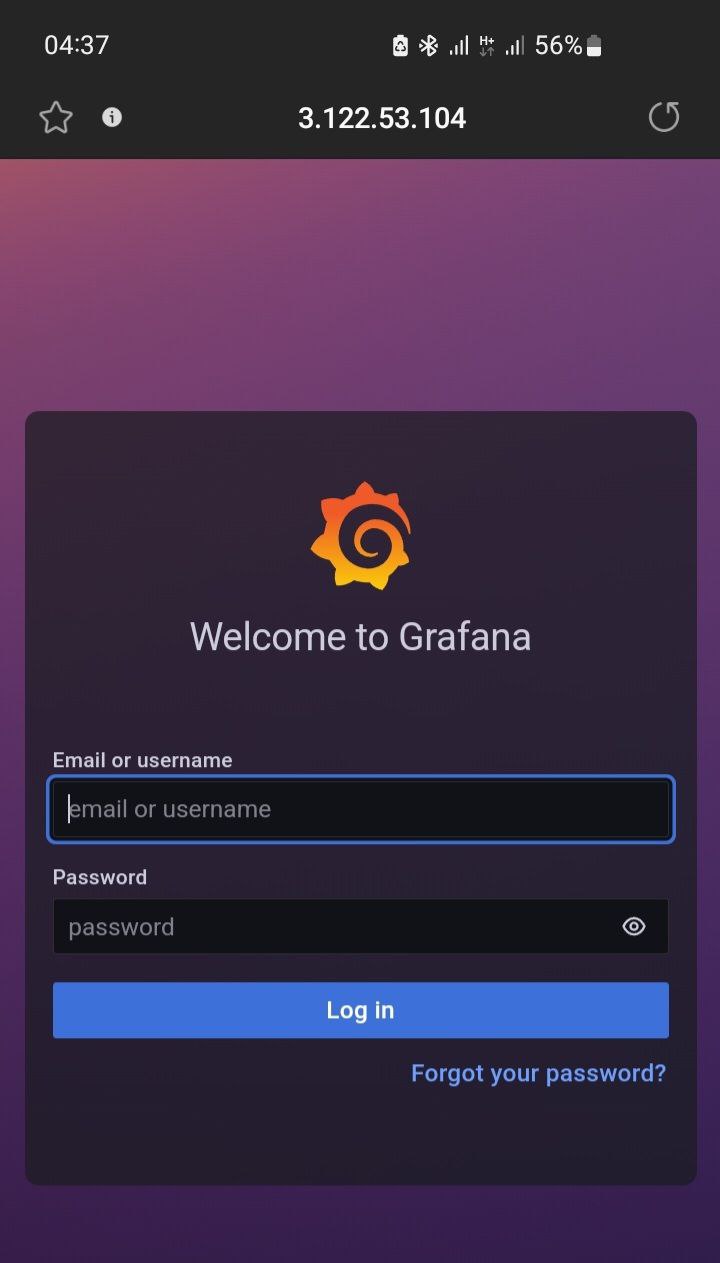 04:37
H+
56%
3.122.53.104
Welcome to Grafana
Email or username
email or username
Password
password
Log in
Forgot your password?